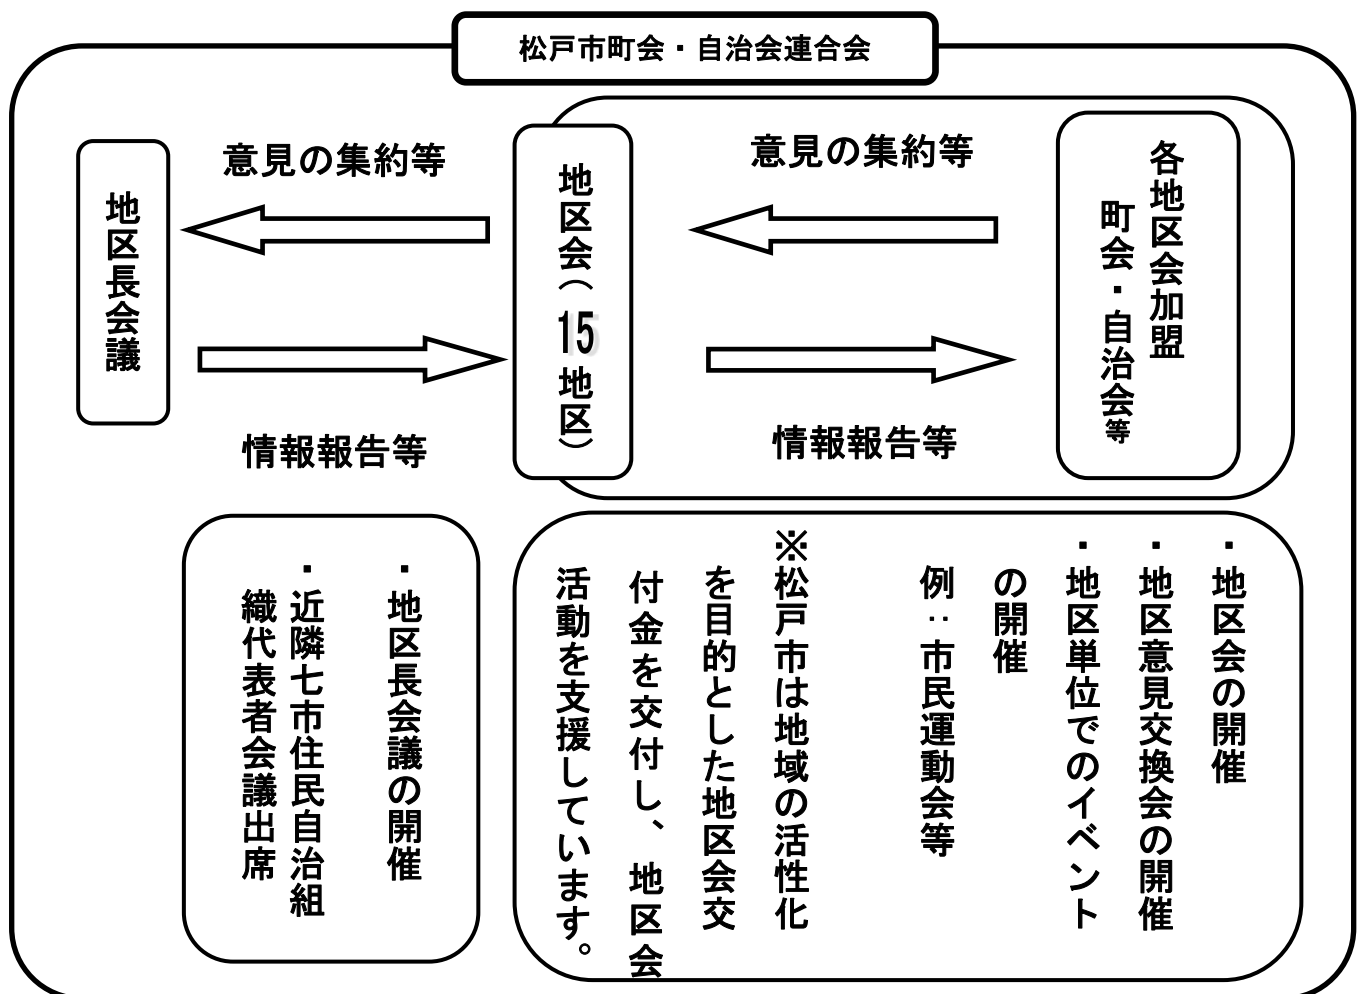 松戸市町会・自治会連合会
各地区会加盟
町会・自治会等
意見の集約等
情報報告等
地区会（15地区）
意見の集約等
情報報告等
地区長会議
・地区会の開催
・地区意見交換会の開催
・地区単位でのイベント
の開催
例：市民運動会等
※松戸市は地域の活性化
を目的とした地区会交
付金を交付し、地区会
活動を支援しています。
・地区長会議の開催
・近隣七市住民自治組
織代表者会議出席